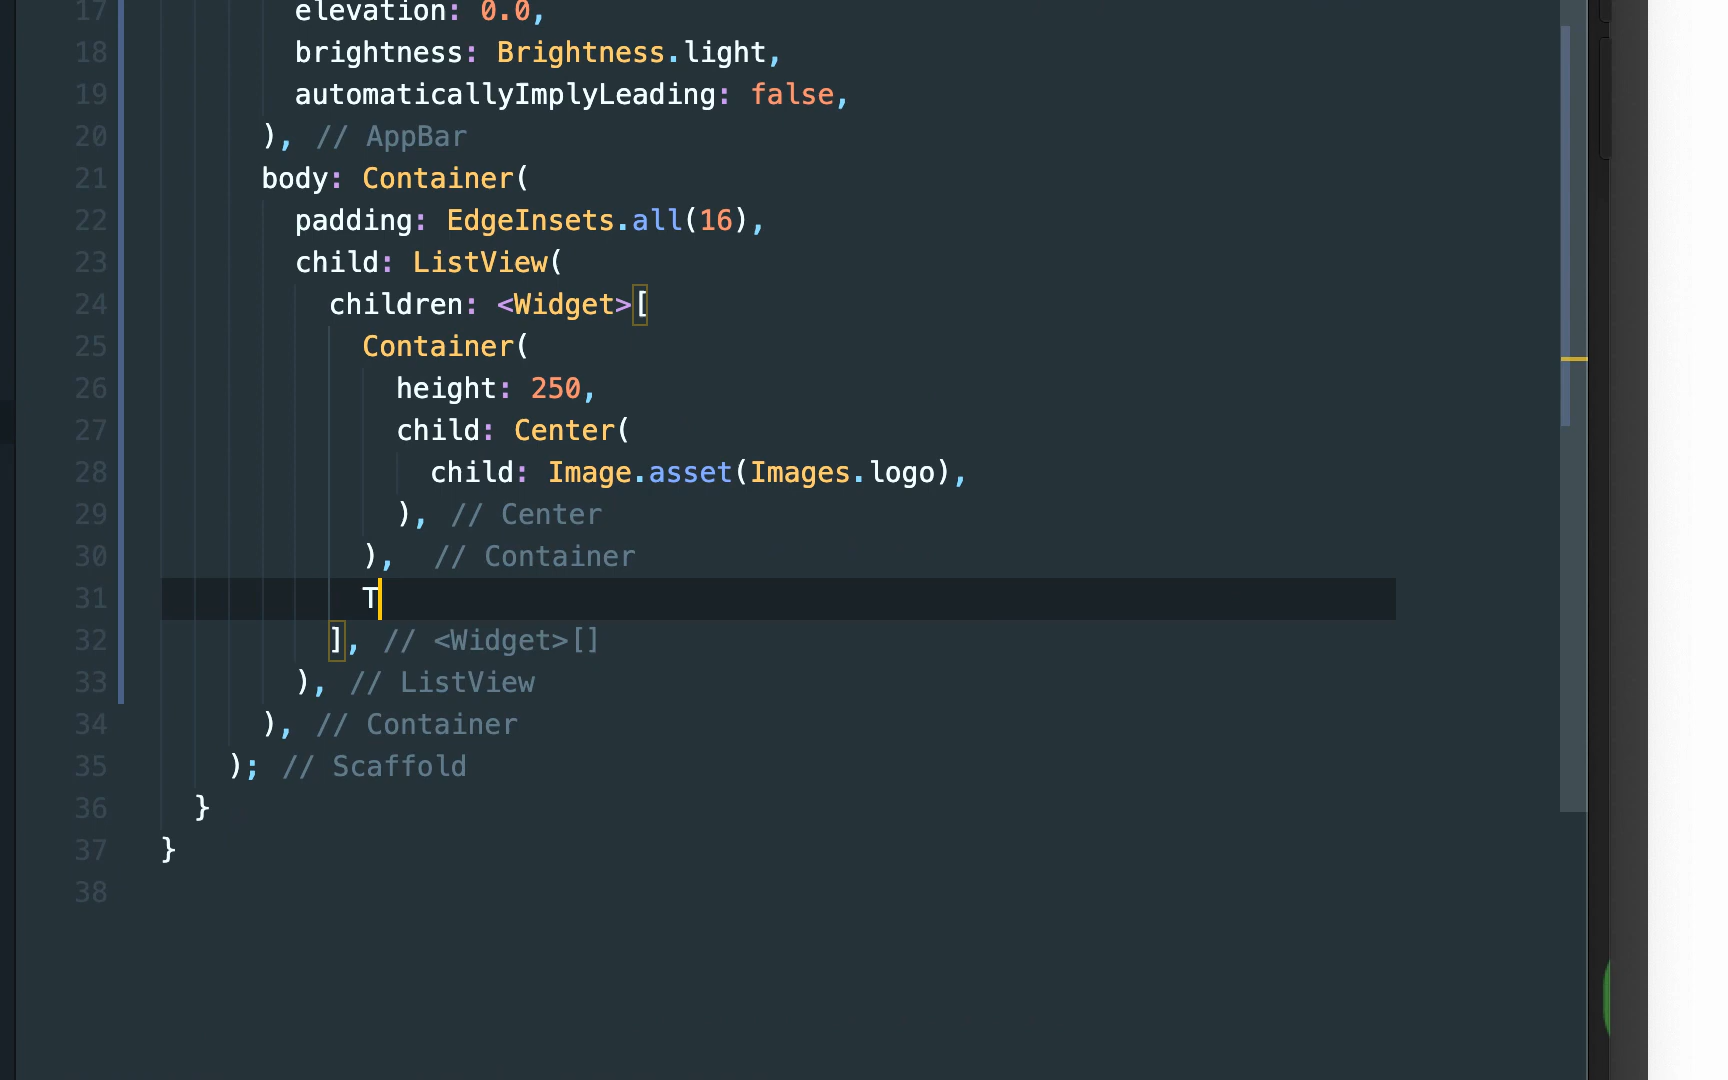 17 elevation: 0.0,
18 brightness: Brightness.light,
19 automaticallyImplyLeading: false,
20 ), // AppBar
21 body: Container(
22 padding: EdgeInsets.all(16),
23 child: ListView(
24 children: <Widget>[
25 Container(
26 height: 250,
27 child: Center(
28 child: Image.asset(Images.logo),
29 ), // Center
30 ), // Container
31 T
32 ], // <Widget>[]
33 ), // ListView
34 ), // Container
35 ); // Scaffold
36 }
37 }
38